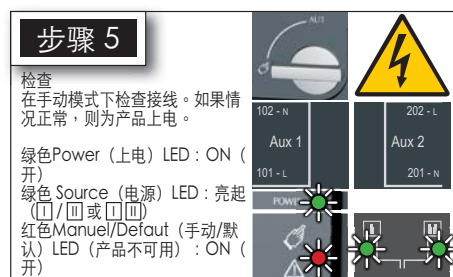 步骤 5
检查
在手动模式下检查接线。如果情
况正常，则为产品上电。
绿色Power（上电）LED：ON（
开）
绿色 Source（电源）LED：亮起
（I / II 或 I II）
红色Manuel/Defaut（手动/默
认）LED（产品不可用）：ON（
开）
AUT
102 - N
Aux 1
101 - L
202 - L
Aux 2
201 - N
POWE
I
II